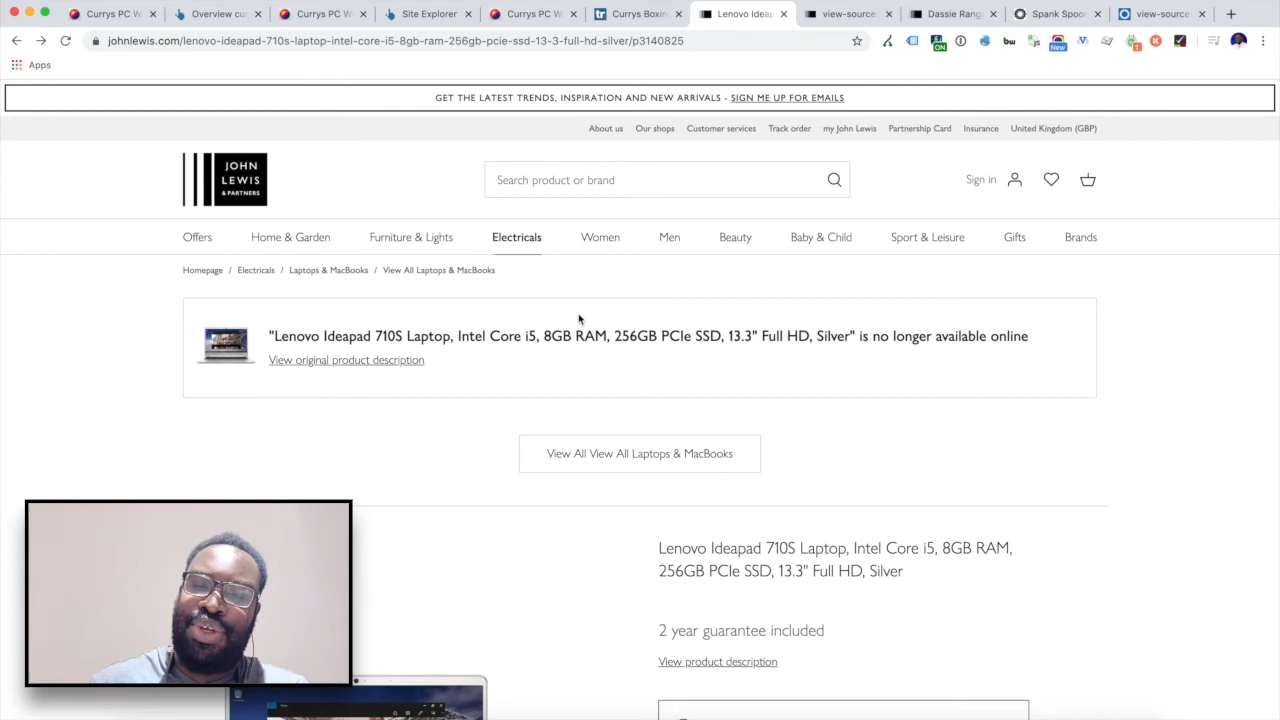 Currys PC W
Overview cur
Currys PC W
Site Explorer
Currys PC W
Currys Boxin
Lenovo Ideap
view-source:
Dassie Rang
Spank Spoon
view-source:
johnlewis.com/lenovo-ideapad-710s-laptop-intel-core-i5-8gb-ram-256gb-pcie-ssd-13-3-full-hd-silver/p3140825
ON
bw
New
1
Apps
GET THE LATEST TRENDS, INSPIRATION AND NEW ARRIVALS - SIGN ME UP FOR EMAILS
About us Our shops Customer services Track order my John Lewis Partnership Card Insurance United Kingdom (GBP)
JOHN
LEWIS
& PARTNERS
Search product or brand
Sign in
Offers Home & Garden Furniture & Lights Electricals Women Men Beauty Baby & Child Sport & Leisure Gifts Brands
Homepage / Electricals / Laptops & MacBooks / View All Laptops & MacBooks
"Lenovo Ideapad 710S Laptop, Intel Core i5, 8GB RAM, 256GB PCIe SSD, 13.3" Full HD, Silver" is no longer available online
View original product description
View All View All Laptops & MacBooks
Lenovo Ideapad 710S Laptop, Intel Core i5, 8GB RAM,
256GB PCIe SSD, 13.3" Full HD, Silver
2 year guarantee included
View product description